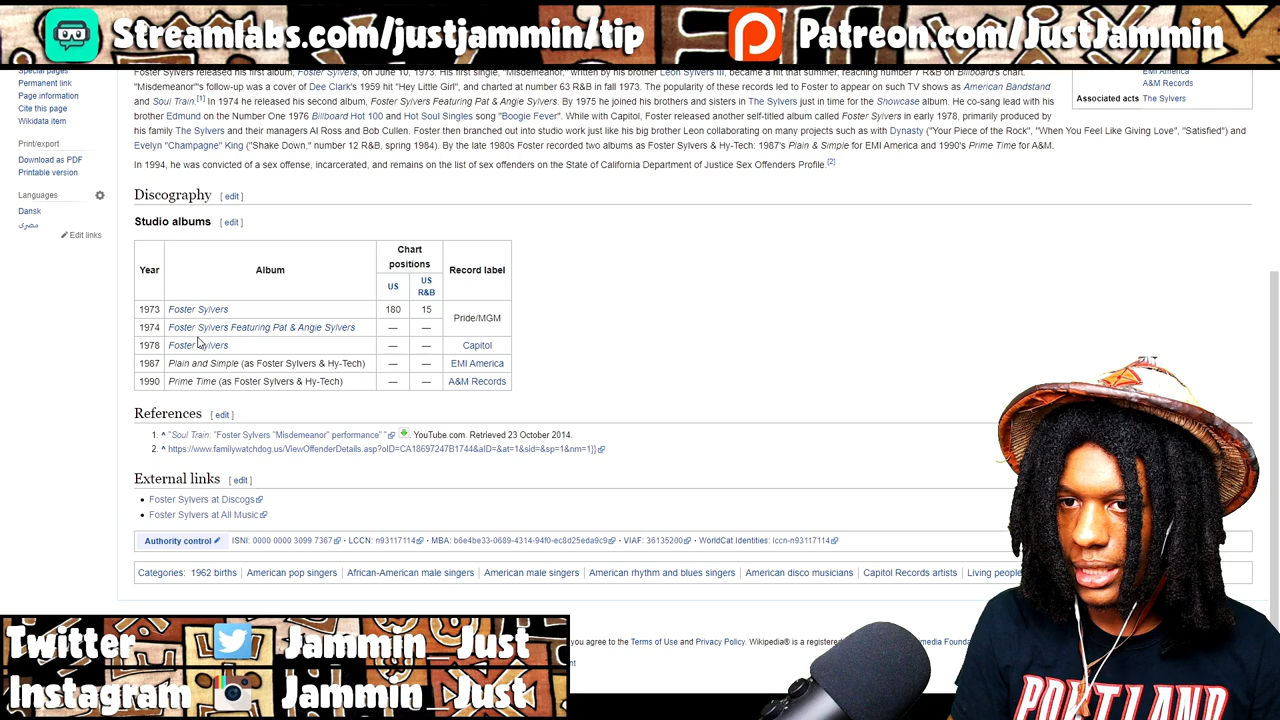 Streamlabs.com/justjammin/tip
Patreon.com/JustJammin
Special pages
Permanent link
Page information
Cite this page
Wikidata item
Print/export
Download as PDF
Printable version
Languages
Dansk
مصرى
Edit links
Foster Sylvers released his first album, Foster Sylvers, on June 10, 1973. His first single "Misdemeanor", written by his brother Leon Sylvers III, became a hit that summer, reaching number 7 R&B on Billboard's chart.
"Misdemeanor"'s follow-up was a cover of Dee Clark's 1959 hit "Hey Little Girl", and charted at number 63 R&B in fall 1973. The popularity of these records led to Foster to appear on such TV shows as American Bandstand
and Soul Train.[1] In 1974 he released his second album, Foster Sylvers Featuring Pat & Angie Sylvers. By 1975 he joined his brothers and sisters in The Sylvers just in time for the Showcase album. He co-sang lead with his
brother Edmund on the Number One 1976 Billboard Hot 100 and Hot Soul Singles song "Boogie Fever". While with Capitol, Foster released another self-titled album called Foster Sylvers in early 1978, primarily produced by
his family The Sylvers and their managers Al Ross and Bob Cullen. Foster then branched out into studio work just like his big brother Leon collaborating on many projects such as with Dynasty ("Your Piece of the Rock", "When You Feel Like Giving Love", "Satisfied") and
Evelyn "Champagne" King ("Shake Down," number 12 R&B, spring 1984). By the late 1980s Foster recorded two albums as Foster Sylvers & Hy-Tech: 1987's Plain & Simple for EMI America and 1990's Prime Time for A&M.
In 1994, he was convicted of a sex offense, incarcerated, and remains on the list of sex offenders on the State of California Department of Justice Sex Offenders Profile.[2]
EMI America
A&M Records
Associated acts The Sylvers
Discography [ edit ]
Studio albums [ edit ]
Year Album Chart positions Record label
US US R&B
1973 Foster Sylvers 180 15 Pride/MGM
1974 Foster Sylvers Featuring Pat & Angie Sylvers — —
1978 Foster Sylvers — — Capitol
1987 Plain and Simple (as Foster Sylvers & Hy-Tech) — — EMI America
1990 Prime Time (as Foster Sylvers & Hy-Tech) — — A&M Records
References [ edit ]
1. ^ "Soul Train: "Foster Sylvers "Misdemeanor" performance" " YouTube.com. Retrieved 23 October 2014.
2. ^ https://www.familywatchdog.us/ViewOffenderDetails.asp?oID=CA18697247B1744&aID=&at=1&sid=&sp=1&nm=1]]
External links [ edit ]
• Foster Sylvers at Discogs
• Foster Sylvers at All Music
Authority control ISNI: 0000 0000 3099 7367 • LCCN: n93117114 • MBA: b6e4be33-0689-4314-94f0-ec8d25eda9c9 • VIAF: 36135200 • WorldCat Identities: lccn-n93117114
Categories: 1962 births | American pop singers | African-American male singers | American male singers | American rhythm and blues singers | American disco musicians | Capitol Records artists | Living people
you agree to the Terms of Use and Privacy Policy. Wikipedia® is a
Twitter Jammin_Just
Instagram Jammin_Just
PORTLAND